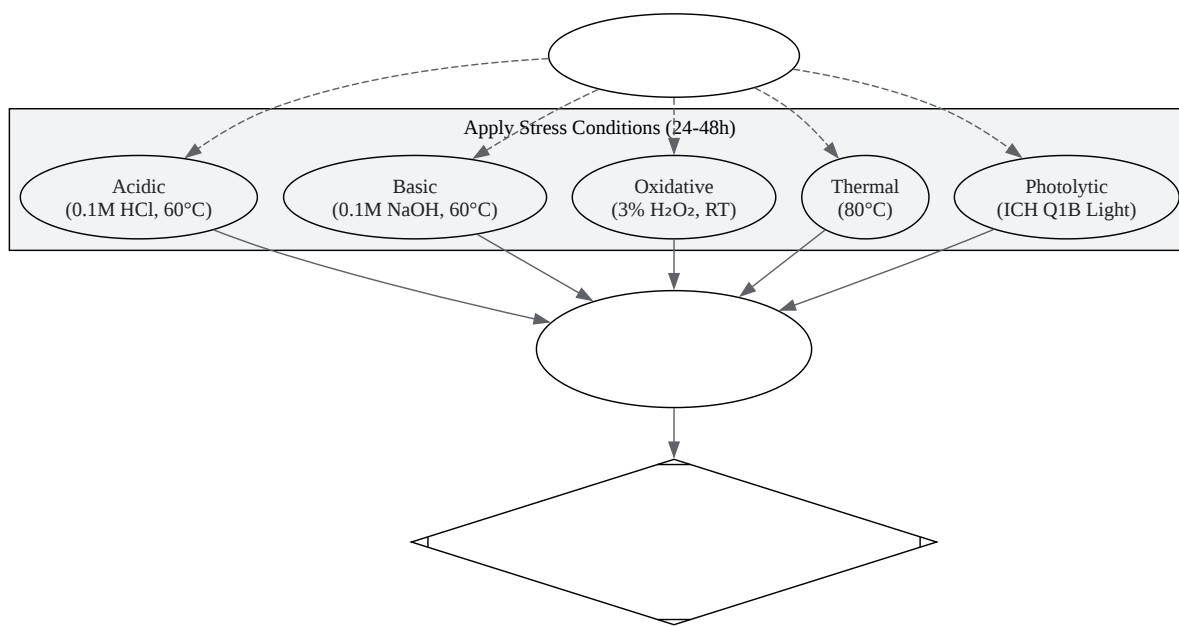 Apply Stress Conditions (24-48h)
Acidic
(0.1M HCl, 60°C)
Basic
(0.1M NaOH, 60°C)
Oxidative
(3% H₂O₂, RT)
Thermal
(80°C)
Photolytic
(ICH Q1B Light)